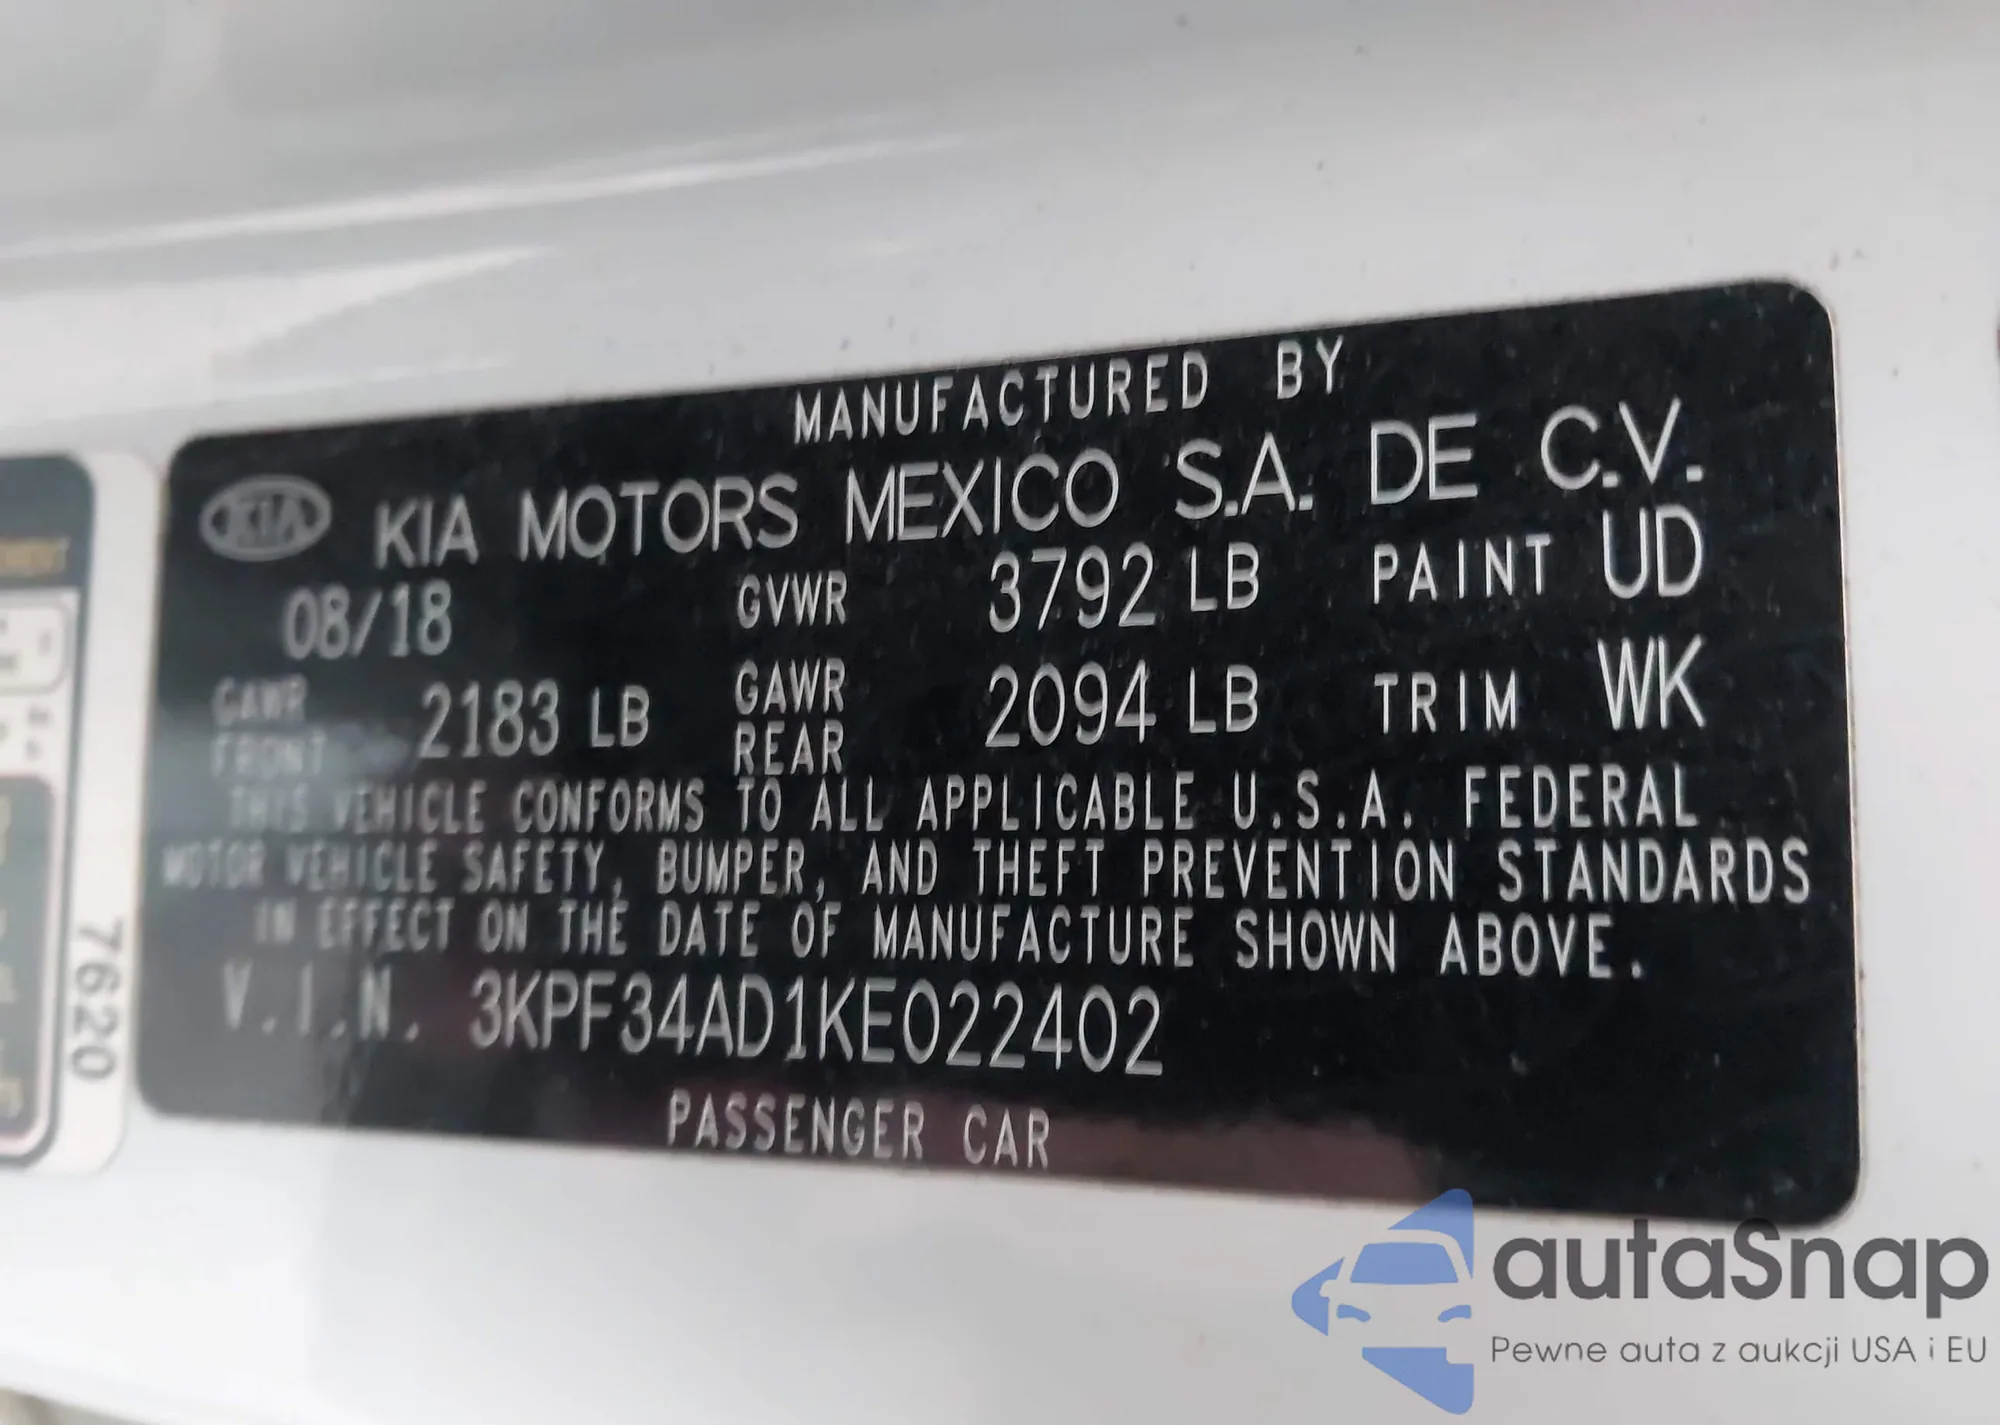 MANUFACTURED BY
KIA KIA MOTORS MEXICO S.A. DE C.V.
08/18 GVWR 3792 LB PAINT UD
GAWR FRONT 2183 LB GAWR REAR 2094 LB TRIM WK
THIS VEHICLE CONFORMS TO ALL APPLICABLE U.S.A. FEDERAL
MOTOR VEHICLE SAFETY, BUMPER, AND THEFT PREVENTION STANDARDS
IN EFFECT ON THE DATE OF MANUFACTURE SHOWN ABOVE.
V.I.N. 3KPF34AD1KE022402
PASSENGER CAR
7620
autaSnap
Pewne auta z aukcji USA i EU